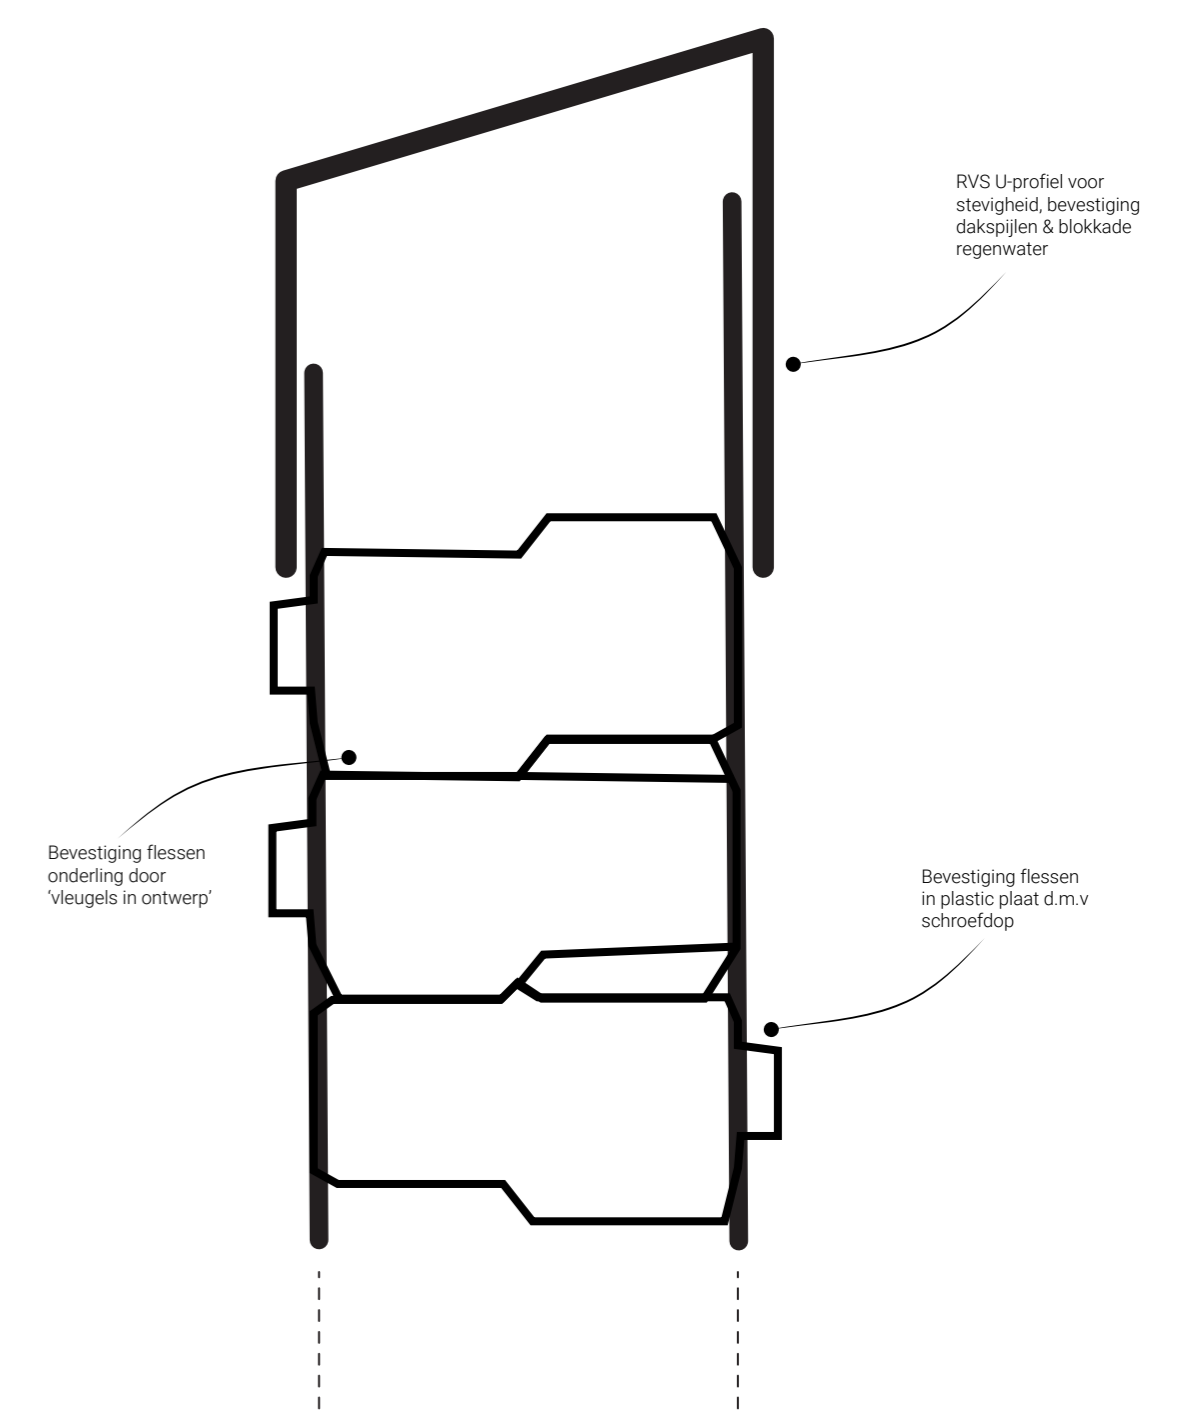 RVS U-profiel voor
stevigheid, bevestiging
dakspijlen & blokkade
regenwater
Bevestiging flessen
onderling door
‘vleugels in ontwerp’
Bevestiging flessen
in plastic plaat d.m.v
schroefdop